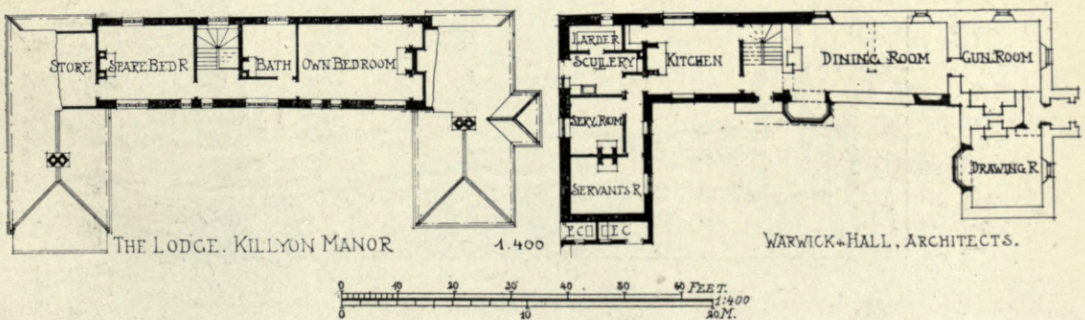 STORE
SPARE BED R
BATH
OWN BEDROOM
LARDER
SCULLERY
KITCHEN
DINING ROOM
GUN ROOM
SERV. ROOM
SERVANTS R
DRAWING R
E C
E C
THE LODGE. KILLYON MANOR
1.400
WARWICK + HALL, ARCHITECTS.
0 10 20 30 40 50 60 FEET.
1:400
0 10 20 M.